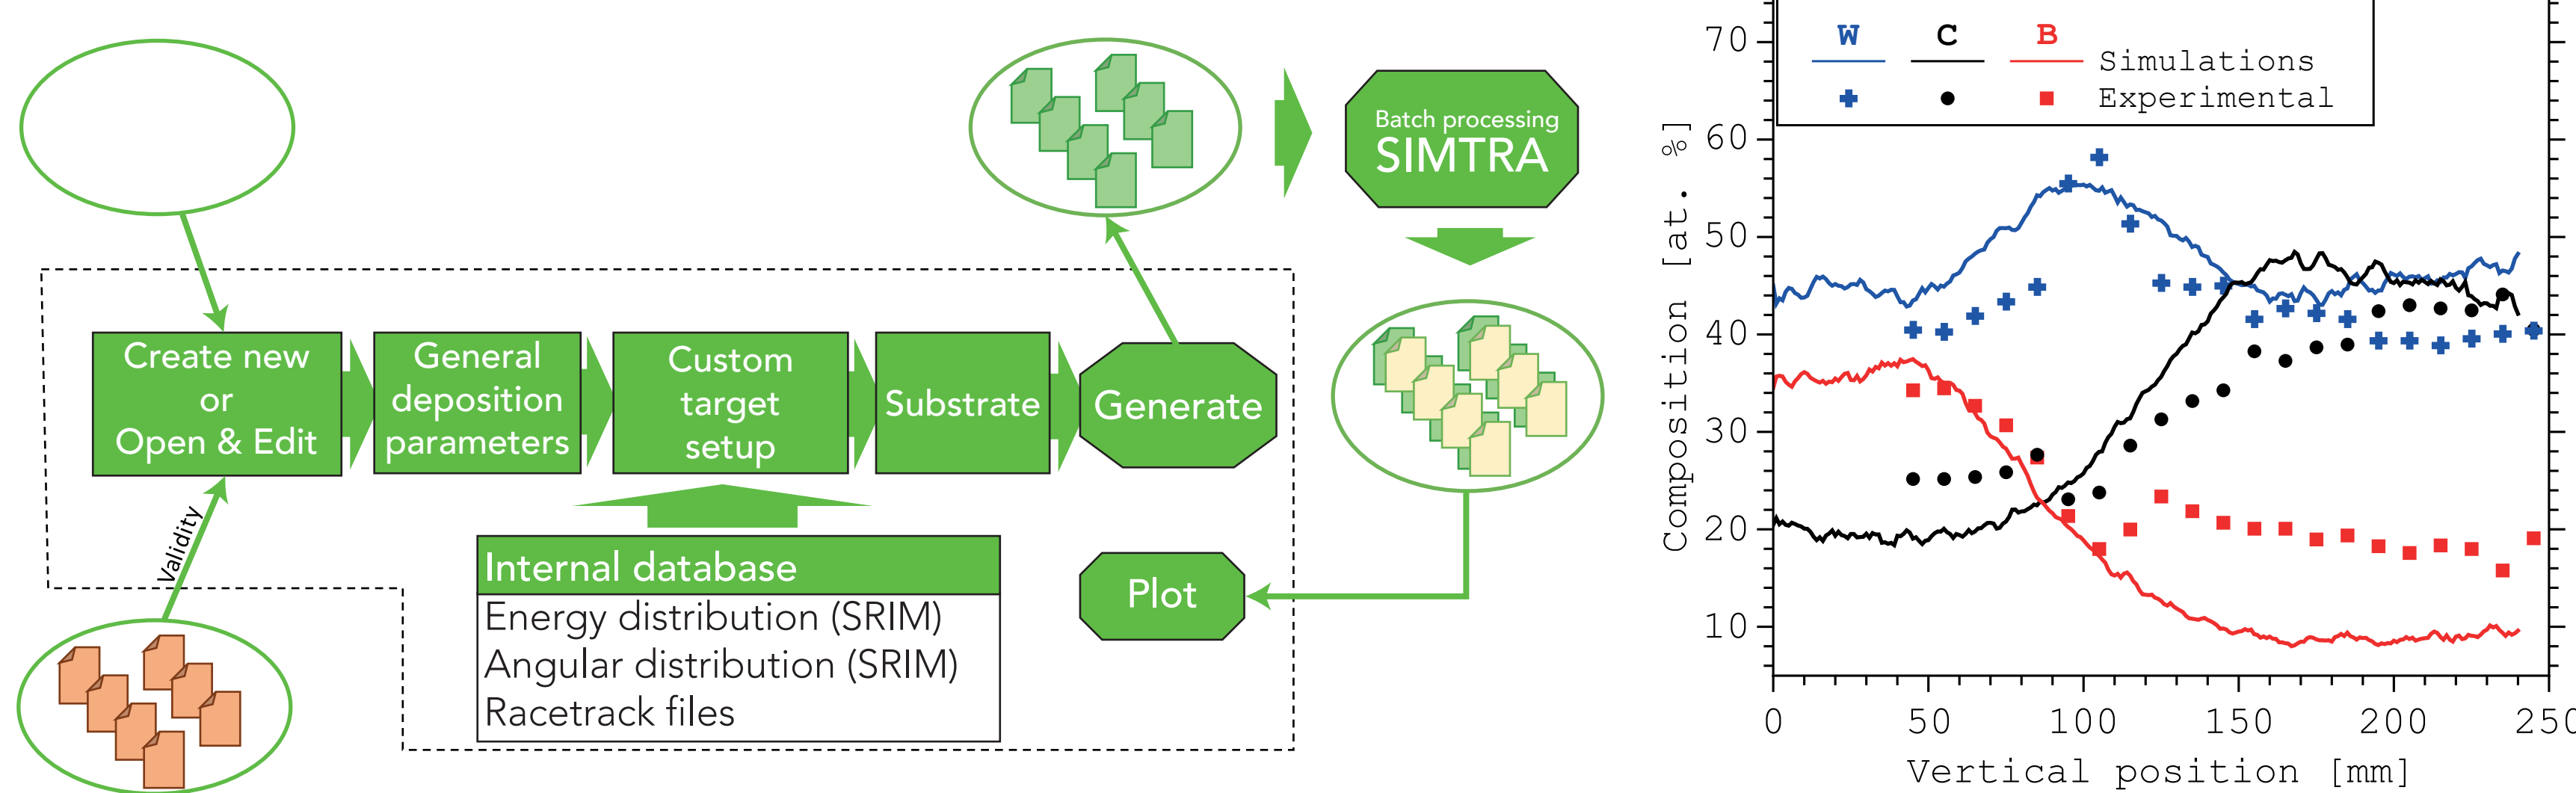 Create new
or
Open & Edit
General
deposition
parameters
Custom
target
setup
Substrate
Generate
Batch processing
SIMTRA
Validity
Internal database
Energy distribution (SRIM)
Angular distribution (SRIM)
Racetrack files
Plot
W C B
Simulations
Experimental
Composition [at. %]
70
60
50
40
30
20
10
0 50 100 150 200 250
Vertical position [mm]